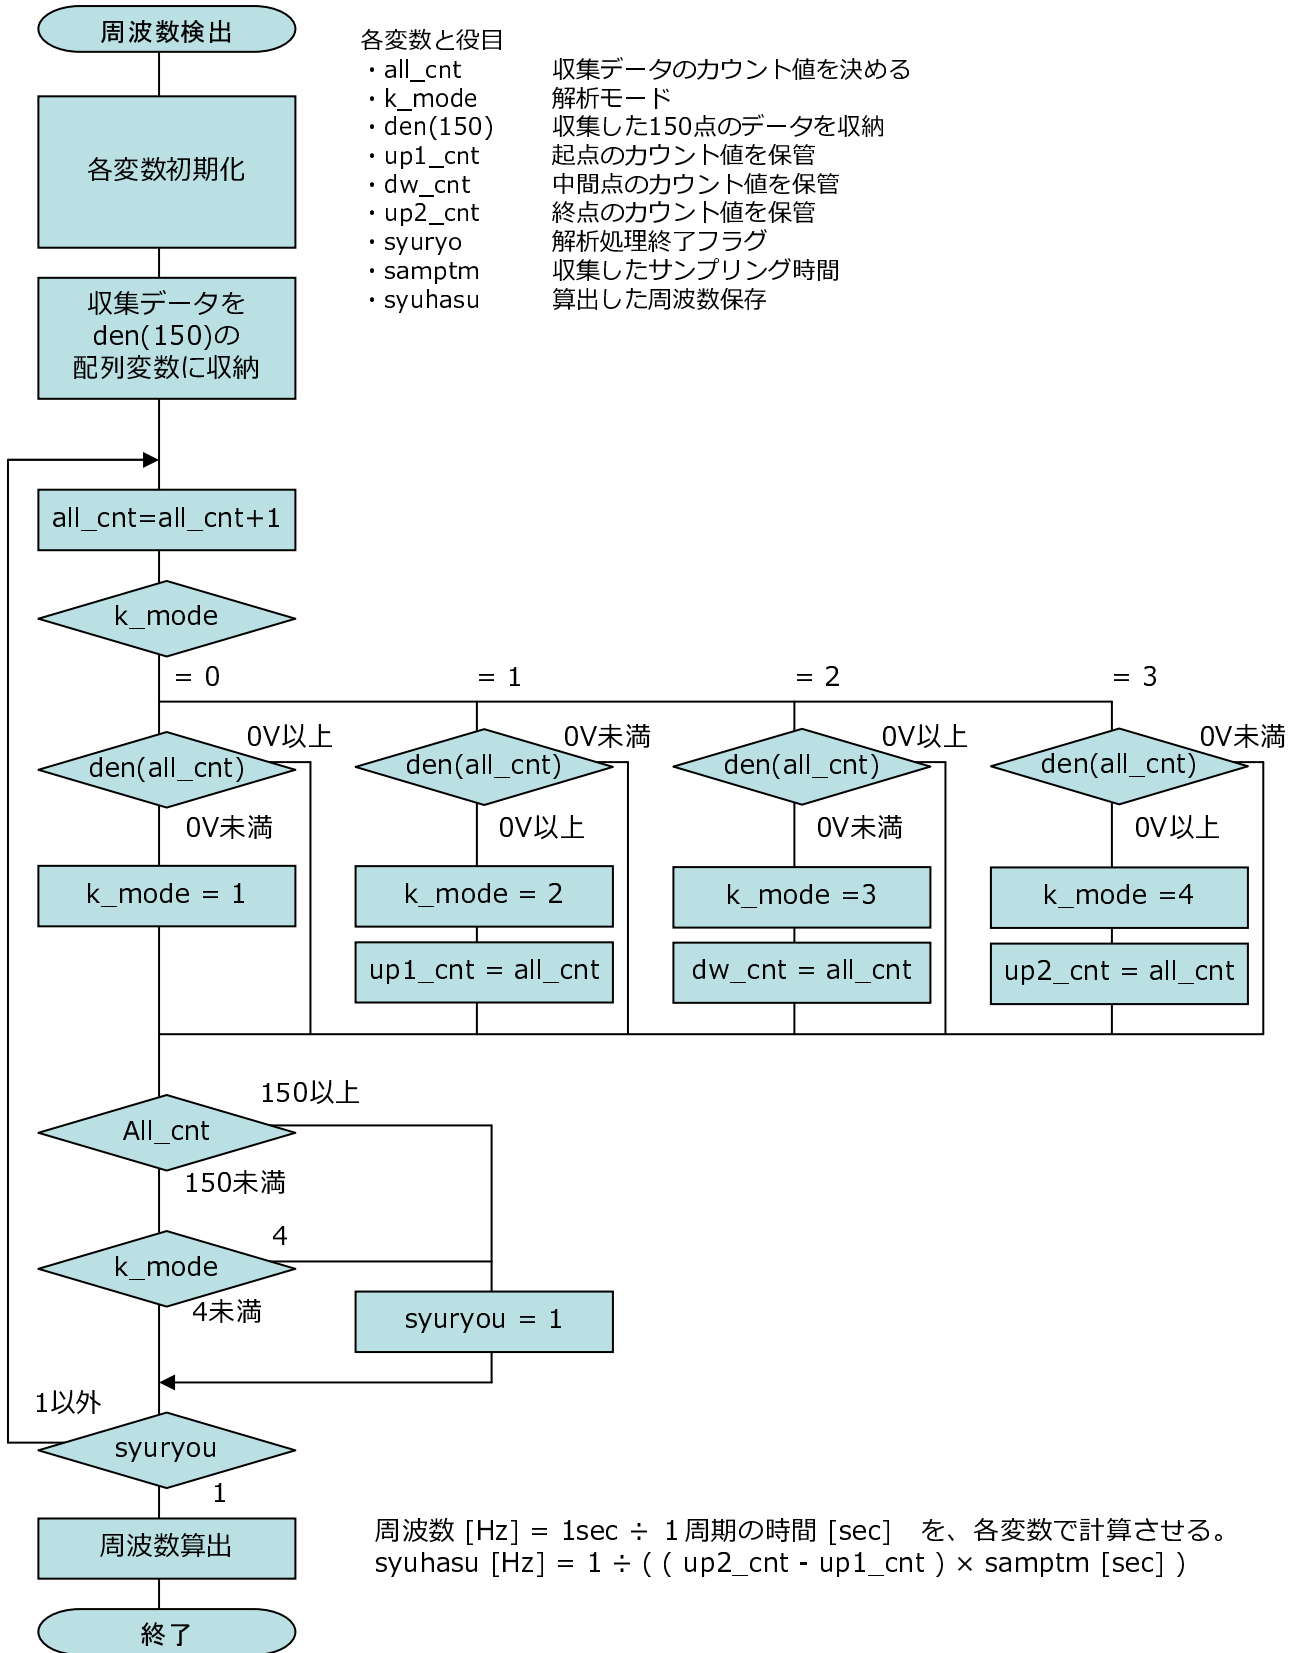 周波数検出
各変数と役目
・all_cnt 収集データのカウント値を決める
・k_mode 解析モード
・den(150) 収集した150点のデータを収納
・up1_cnt 起点のカウント値を保管
・dw_cnt 中間点のカウント値を保管
・up2_cnt 終点のカウント値を保管
・syuryo 解析処理終了フラグ
・samptm 収集したサンプリング時間
・syuhasu 算出した周波数保存
各変数初期化
収集データを
den(150)の
配列変数に収納
all_cnt=all_cnt+1
k_mode
= 0 = 1 = 2 = 3
0V以上 0V未満 0V以上 0V未満
den(all_cnt) den(all_cnt) den(all_cnt) den(all_cnt)
0V未満 0V以上 0V未満 0V以上
k_mode = 1 k_mode = 2 k_mode =3 k_mode =4
up1_cnt = all_cnt dw_cnt = all_cnt up2_cnt = all_cnt
150以上
All_cnt
150未満
4
k_mode
4未満
syuryou = 1
1以外
syuryou
1
周波数算出
周波数 [Hz] = 1sec ÷ 1周期の時間 [sec]　を、各変数で計算させる。
syuhasu [Hz] = 1 ÷ ( ( up2_cnt - up1_cnt ) × samptm [sec] )
終了